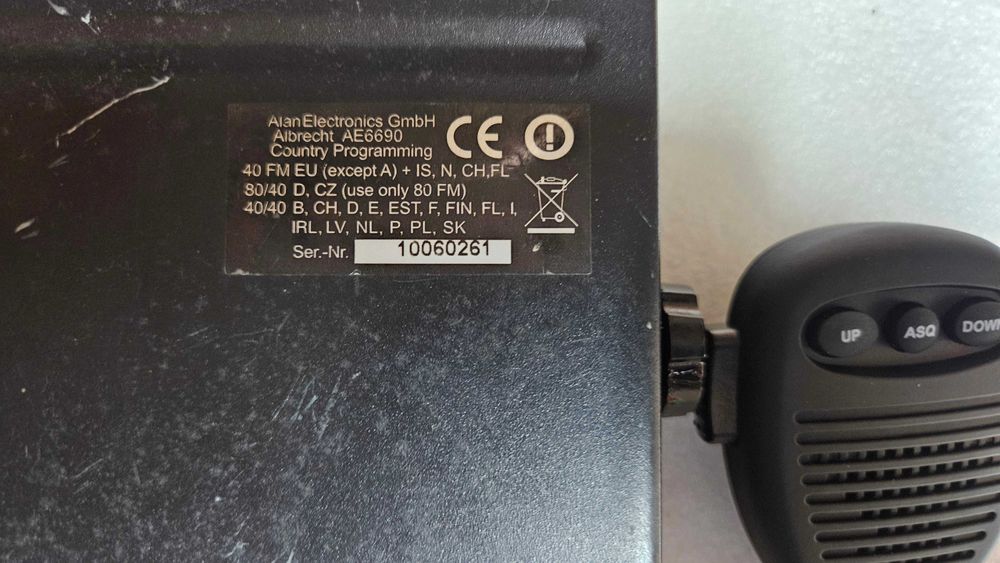 Alan Electronics GmbH
Albrecht AE6690
Country Programming
CE
40 FM EU (except A) + IS, N, CH,FL
80/40 D, CZ (use only 80 FM)
40/40 B, CH, D, E, EST, F, FIN, FL, I,
IRL, LV, NL, P, PL, SK
Ser.-Nr. 10060261
UP ASQ DOWN